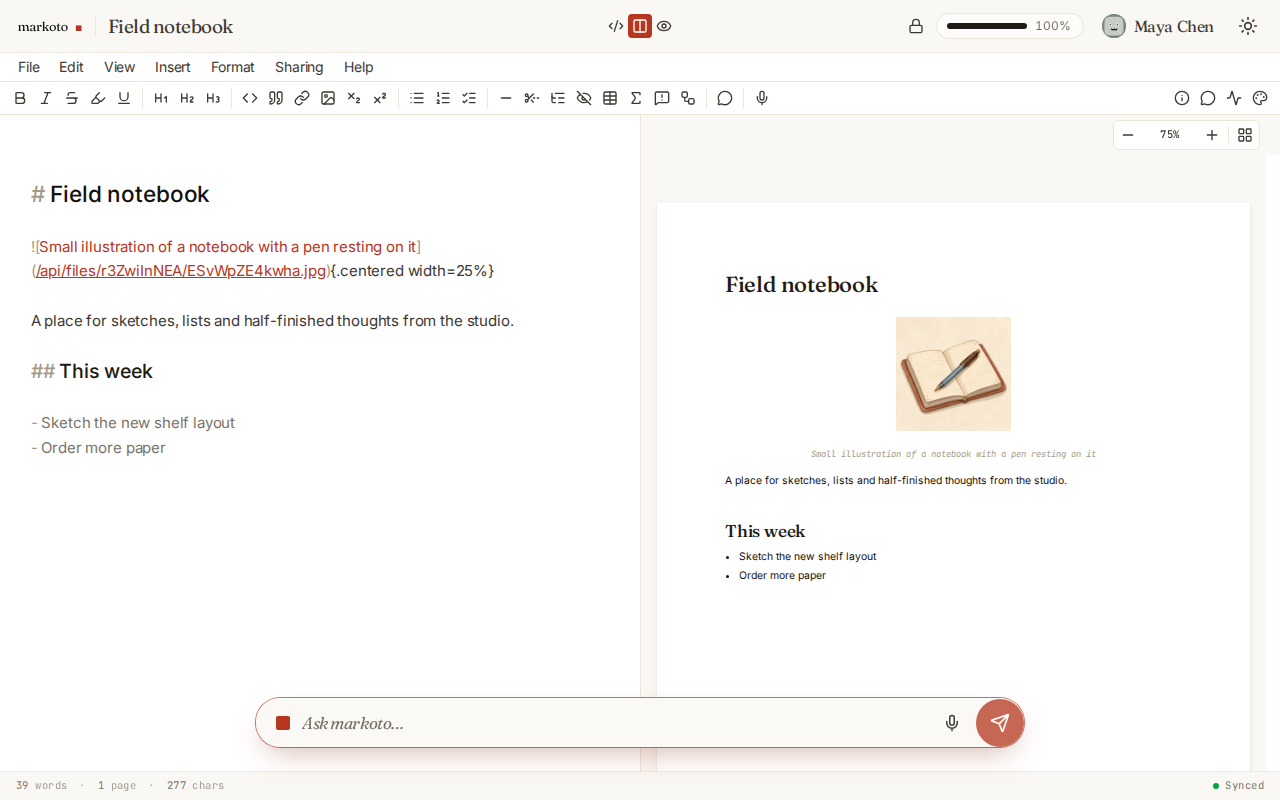 markoto
Field notebook
100%
Maya Chen
File Edit View Insert Format Sharing Help
H1 H2 H3
75%
# Field notebook
![Small illustration of a notebook with a pen resting on it]
(/api/files/r3ZwiInNEA/ESvWpZE4kwha.jpg){.centered width=25%}
A place for sketches, lists and half-finished thoughts from the studio.
## This week
- Sketch the new shelf layout
- Order more paper
Field notebook
Small illustration of a notebook with a pen resting on it
A place for sketches, lists and half-finished thoughts from the studio.
This week
• Sketch the new shelf layout
• Order more paper
Ask markoto...
39 words · 1 page · 277 chars
Synced